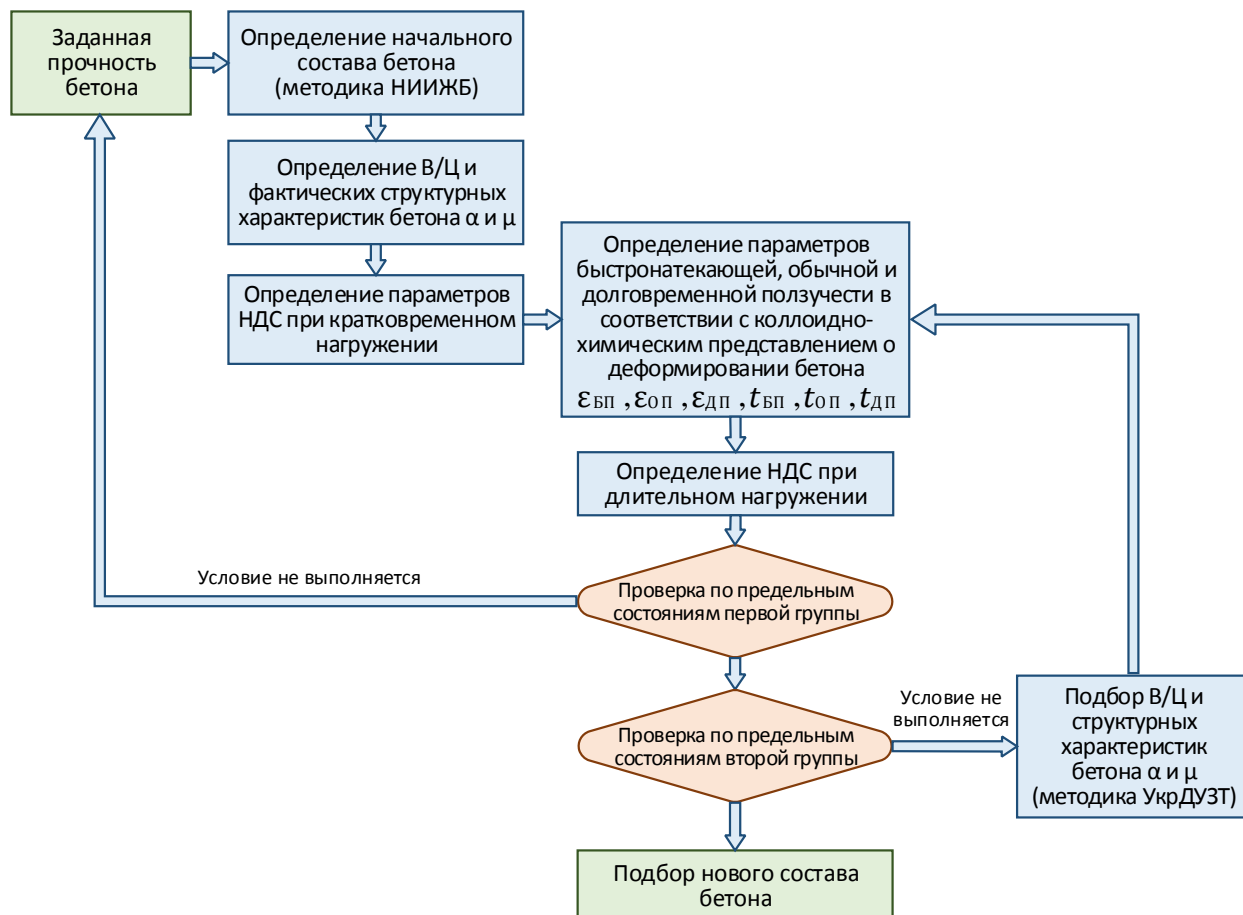 Заданная
прочность
бетона
Определение начального
состава бетона
(методика НИИЖБ)
Определение В/Ц и
фактических структурных
характеристик бетона α и μ
Определение параметров
НДС при кратковременном
нагружении
Определение параметров
быстронатекающей, обычной и
долговременной ползучести в
соответствии с коллоидно-
химическим представлением о
деформировании бетона
εБП , εОП , εДП , tБП , tОП , tДП
Определение НДС при
длительном нагружении
Условие не выполняется
Проверка по предельным
состояниям первой группы
Условие не
выполняется
Проверка по предельным
состояниям второй группы
Подбор В/Ц и
структурных
характеристик
бетона α и μ
(методика УкрДУЗТ)
Подбор нового состава
бетона